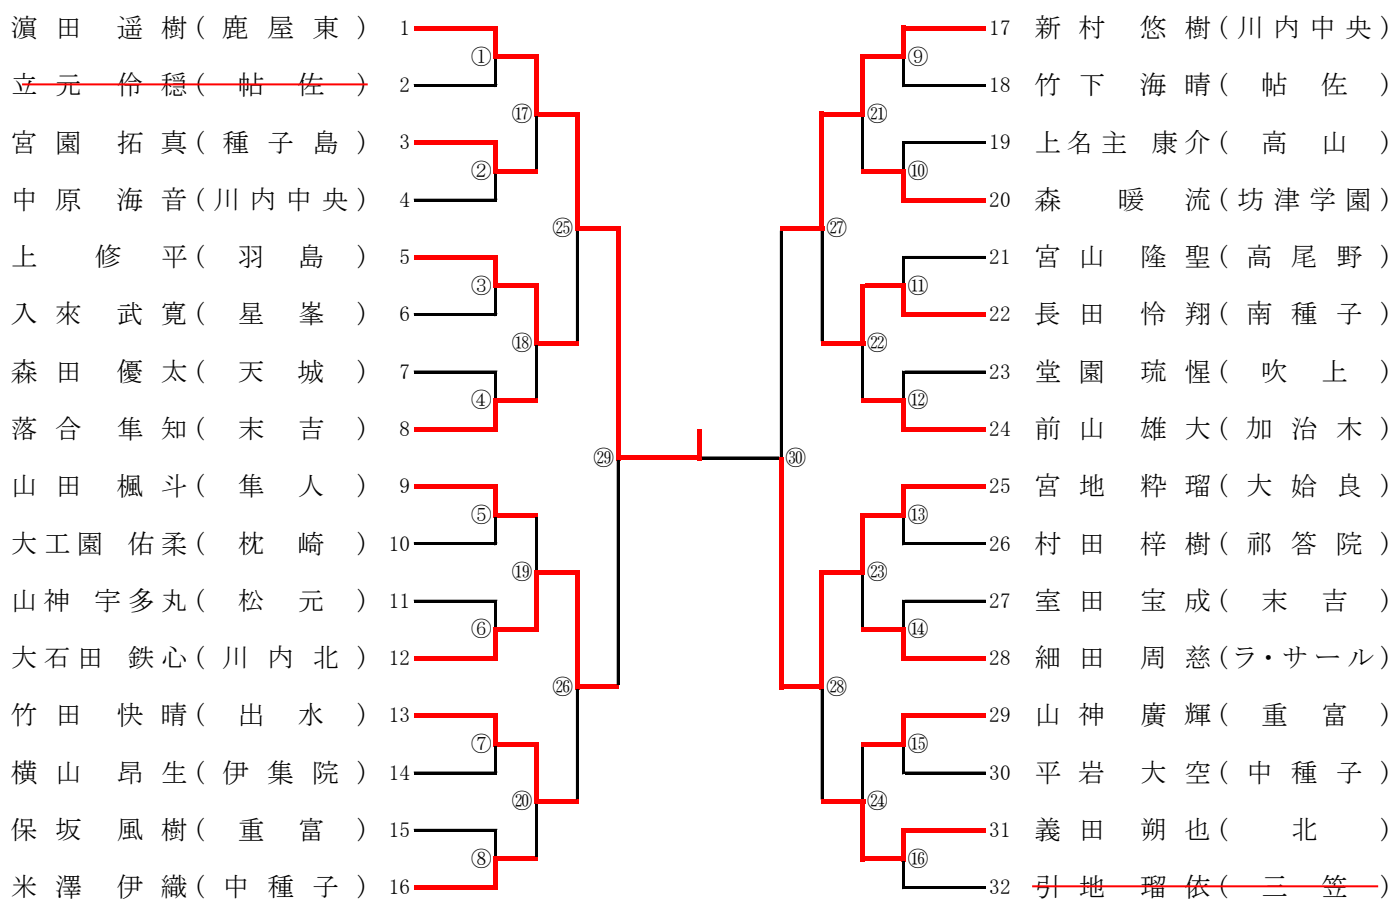 濵田 遥樹(鹿屋東) 1
立元 伶穏(帖佐) 2
宮園 拓真(種子島) 3
中原 海音(川内中央) 4
上 修平(羽島) 5
入來 武寛(星峯) 6
森田 優太(天城) 7
落合 隼知(末吉) 8
山田 楓斗(隼人) 9
大工園 佑柔(枕崎) 10
山神 宇多丸(松元) 11
大石田 鉄心(川内北) 12
竹田 快晴(出水) 13
横山 昂生(伊集院) 14
保坂 風樹(重富) 15
米澤 伊織(中種子) 16
①
②
③
④
⑤
⑥
⑦
⑧
⑰
⑱
⑲
⑳
㉕
㉖
㉙
㉚
㉗
㉘
㉑
㉒
㉓
㉔
⑨
⑩
⑪
⑫
⑬
⑭
⑮
⑯
17 新村 悠樹(川内中央)
18 竹下 海晴(帖佐)
19 上名主 康介(高山)
20 森 暖流(坊津学園)
21 宮山 隆聖(高尾野)
22 長田 怜翔(南種子)
23 堂園 琉惺(吹上)
24 前山 雄大(加治木)
25 宮地 粋瑠(大姶良)
26 村田 梓樹(祁答院)
27 室田 宝成(末吉)
28 細田 周慈(ラ・サール)
29 山神 廣輝(重富)
30 平岩 大空(中種子)
31 義田 朔也(北)
32 引地 瑠依(三笠)